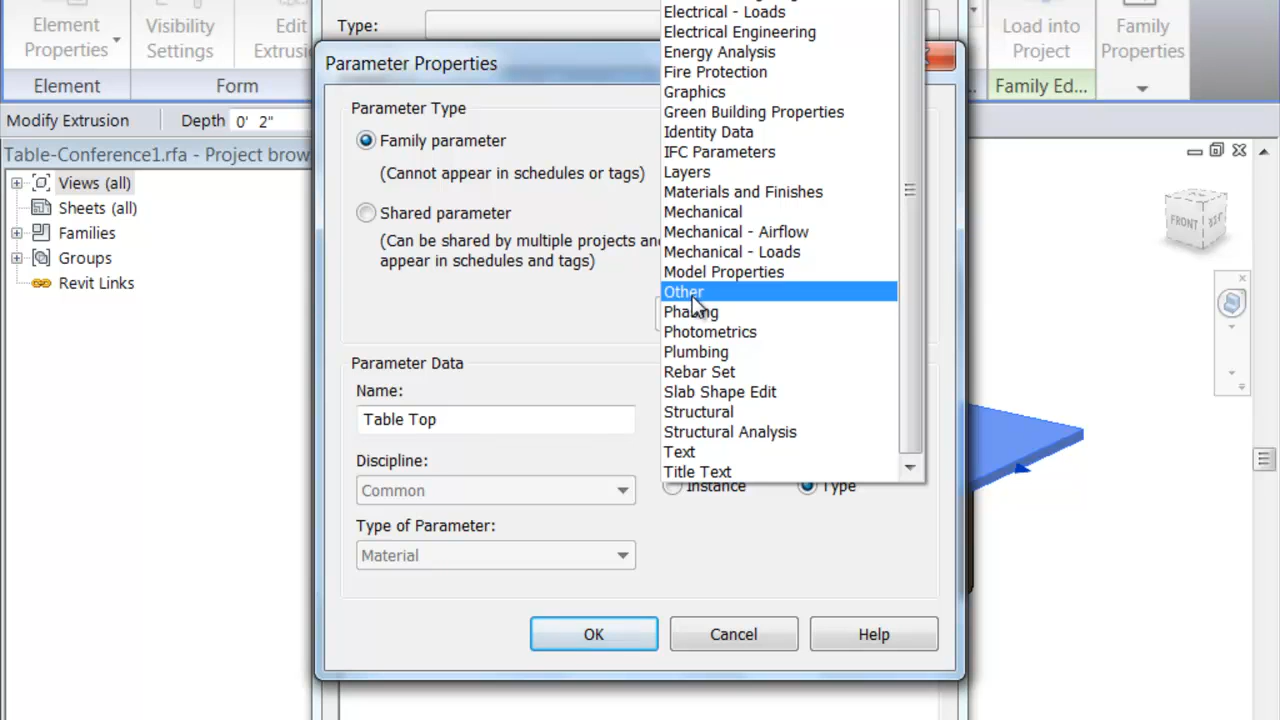 Element Properties
Visibility Settings
Edit
Type:
Load into Project
Family Properties
Element
Form
Family Ed...
Modify Extrusion
Depth 0' 2"
Table-Conference1.rfa - Project brow
Views (all)
Sheets (all)
Families
Groups
Revit Links
Parameter Properties
Parameter Type
Family parameter
(Cannot appear in schedules or tags)
Shared parameter
(Can be shared by multiple projects and
appear in schedules and tags)
Parameter Data
Name:
Table Top
Discipline:
Common
Type of Parameter:
Material
Electrical - Loads
Electrical Engineering
Energy Analysis
Fire Protection
Graphics
Green Building Properties
Identity Data
IFC Parameters
Layers
Materials and Finishes
Mechanical
Mechanical - Airflow
Mechanical - Loads
Model Properties
Other
Phasing
Photometrics
Plumbing
Rebar Set
Slab Shape Edit
Structural
Structural Analysis
Text
Title Text
Instance
Type
OK
Cancel
Help
FRONT